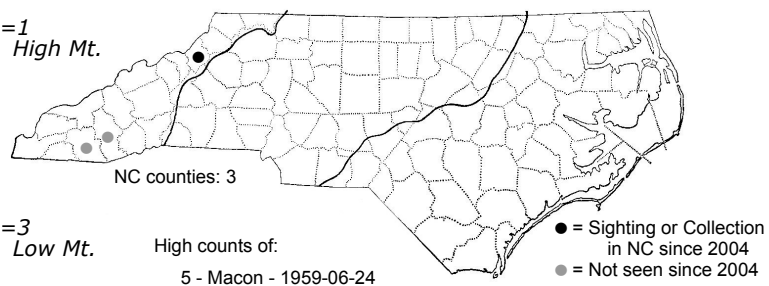 =1
High Mt.
NC counties: 3
=3
Low Mt.
High counts of:
5 - Macon - 1959-06-24
= Sighting or Collection
in NC since 2004
= Not seen since 2004